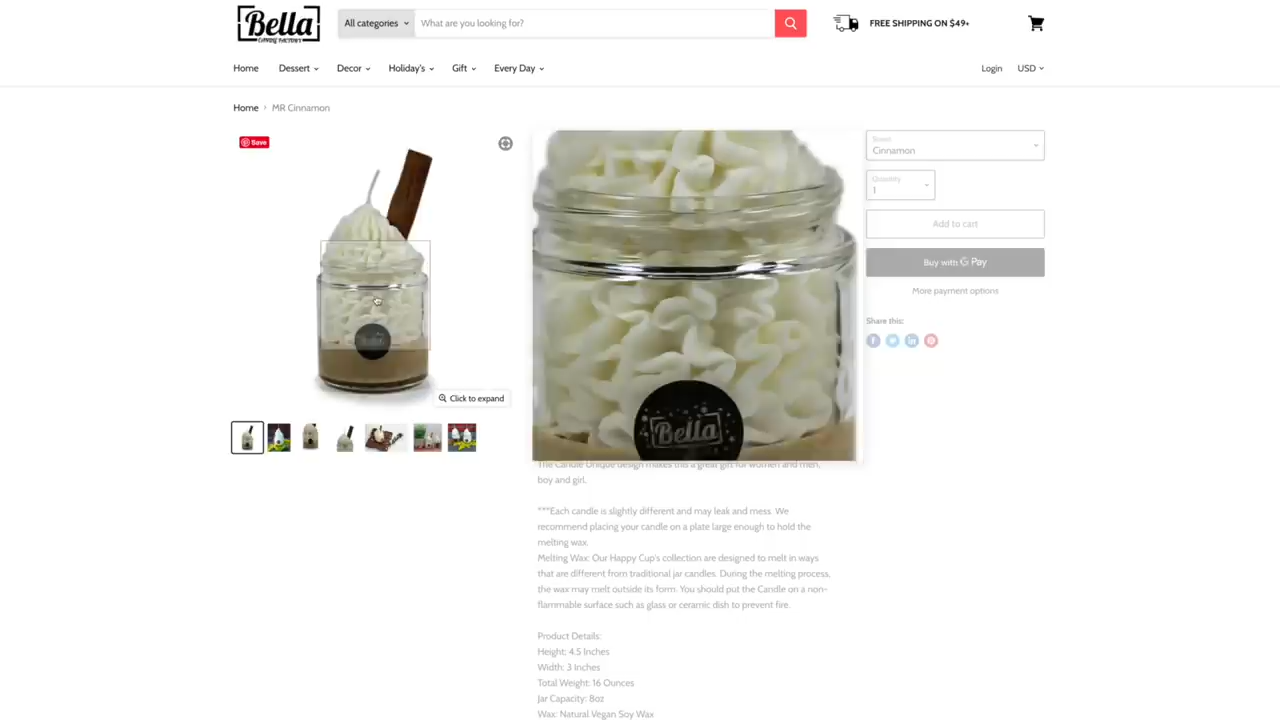 Bella
CANDLE FACTORY
All categories
What are you looking for?
FREE SHIPPING ON $49+
Home
Dessert
Decor
Holiday's
Gift
Every Day
Login
USD
Home
MR Cinnamon
Save
Click to expand
Bella
Cinnamon
Quantity
1
Add to cart
Buy with G Pay
More payment options
Share this:
The Candle Unique design makes this a great gift for women and men,
boy and girl.
***Each candle is slightly different and may leak and mess. We
recommend placing your candle on a plate large enough to hold the
melting wax.
Melting Wax: Our Happy Cup's collection are designed to melt in ways
that are different from traditional jar candles. During the melting process,
the wax may melt outside its form. You should put the Candle on a non-
flammable surface such as glass or ceramic dish to prevent fire.
Product Details:
Height: 4.5 Inches
Width: 3 Inches
Total Weight: 16 Ounces
Jar Capacity: 8oz
Wax: Natural Vegan Soy Wax